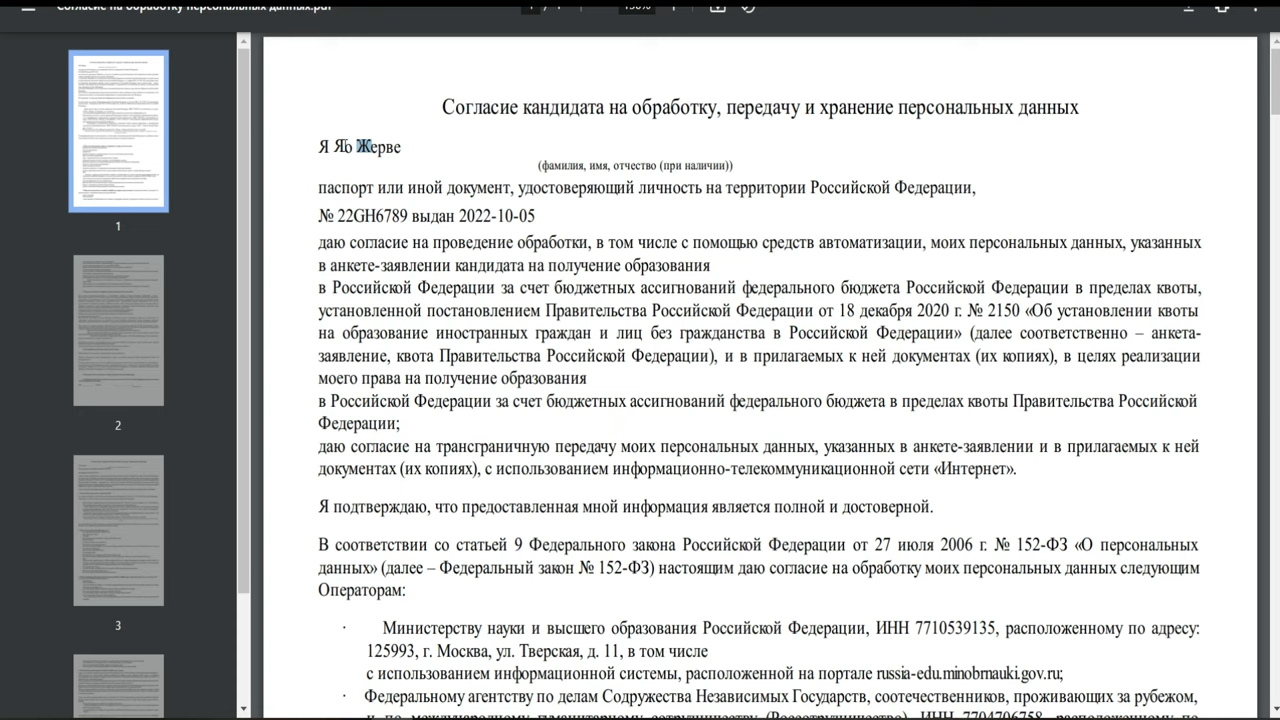 Согласие кандидата на обработку, передачу и хранение персональных данных
Я Яо Жерве
(фамилия, имя, отчество (при наличии))
паспорт или иной документ, удостоверяющий личность на территории Российской Федерации,
№ 22GH6789 выдан 2022-10-05
даю согласие на проведение обработки, в том числе с помощью средств автоматизации, моих персональных данных, указанных
в анкете-заявлении кандидата на получение образования
в Российской Федерации за счет бюджетных ассигнований федерального бюджета Российской Федерации в пределах квоты,
установленной постановлением Правительства Российской Федерации от 18 декабря 2020 г. № 2150 «Об установлении квоты
на образование иностранных граждан и лиц без гражданства в Российской Федерации» (далее соответственно – анкета-
заявление, квота Правительства Российской Федерации), и в прилагаемых к ней документах (их копиях), в целях реализации
моего права на получение образования
в Российской Федерации за счет бюджетных ассигнований федерального бюджета в пределах квоты Правительства Российской
Федерации;
даю согласие на трансграничную передачу моих персональных данных, указанных в анкете-заявлении и в прилагаемых к ней
документах (их копиях), с использованием информационно-телекоммуникационной сети «Интернет».
Я подтверждаю, что предоставленная мной информация является полной и достоверной.
В соответствии со статьей 9 Федерального закона Российской Федерации от 27 июля 2006 г. № 152-ФЗ «О персональных
данных» (далее – Федеральный закон № 152-ФЗ) настоящим даю согласие на обработку моих персональных данных следующим
Операторам:
· Министерству науки и высшего образования Российской Федерации, ИНН 7710539135, расположенному по адресу:
125993, г. Москва, ул. Тверская, д. 11, в том числе
с использованием информационной системы, расположенной на портале russia-edu.minobrnauki.gov.ru;
· Федеральному агентству по делам Содружества Независимых Государств, соотечественников, проживающих за рубежом,
1
2
3